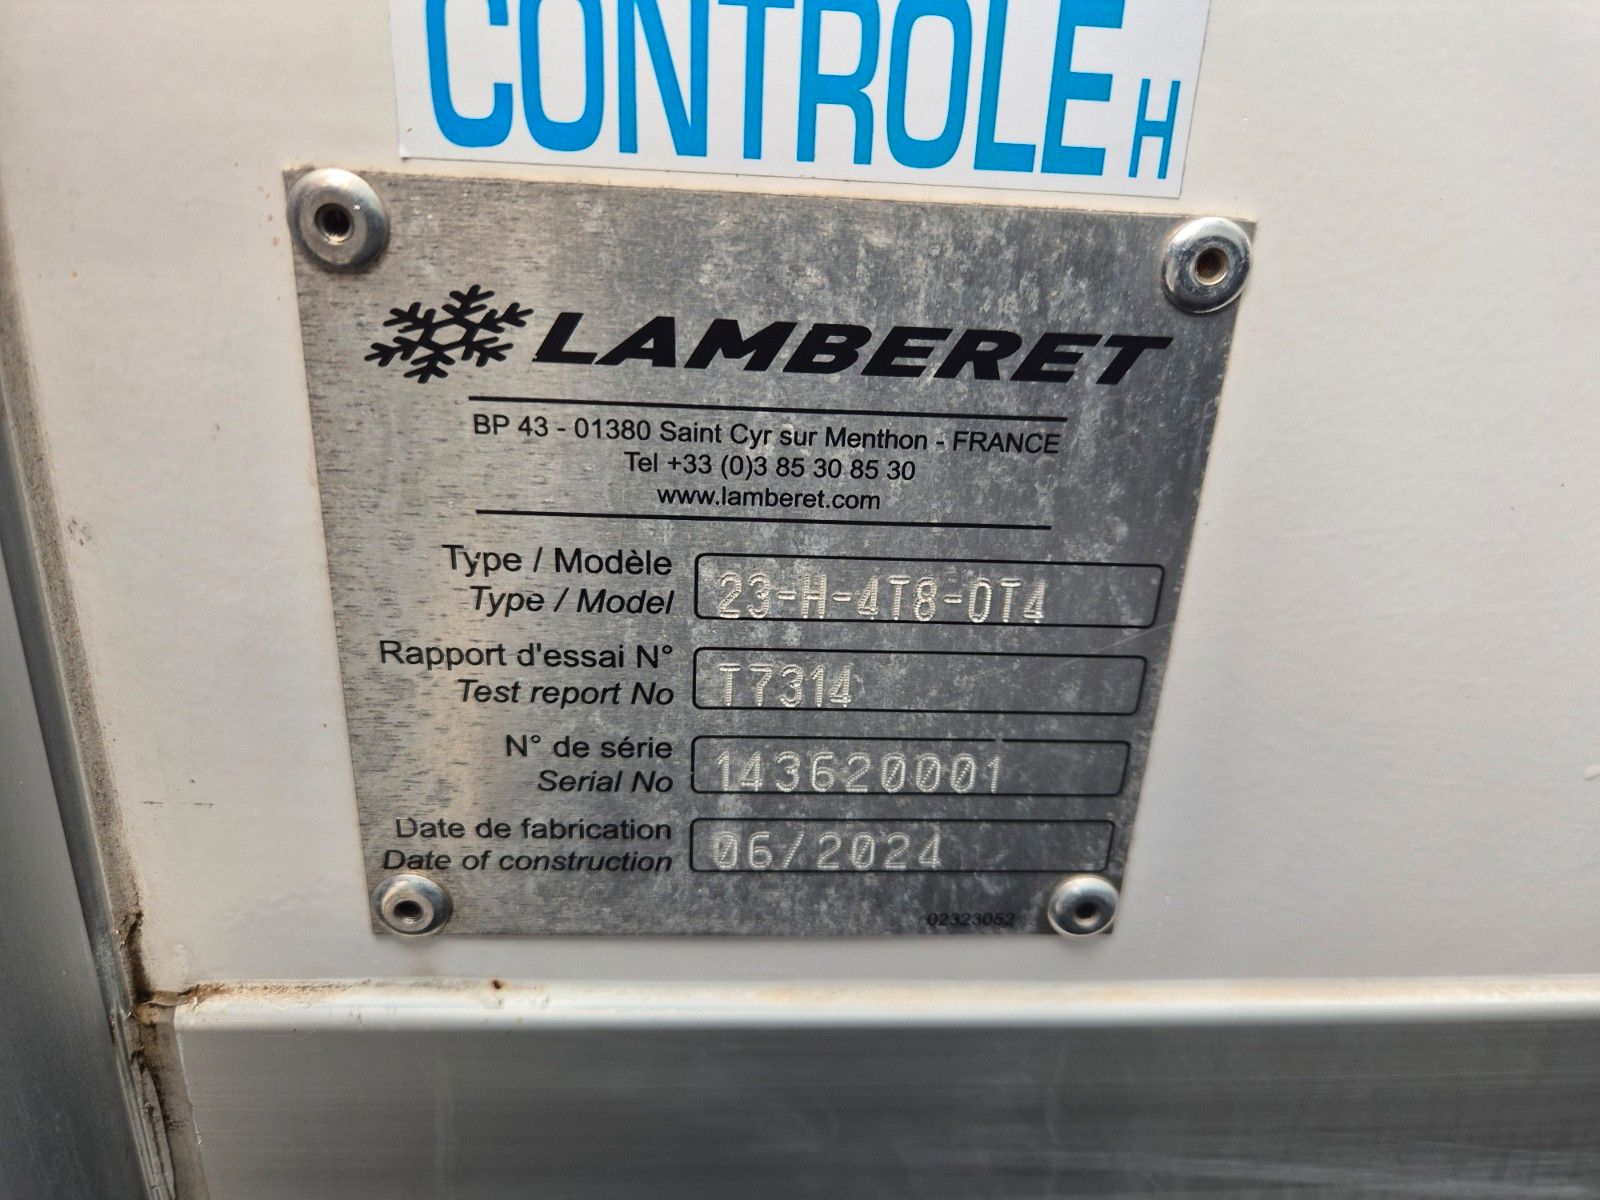 CONTROLE H
LAMBERET
BP 43 - 01380 Saint Cyr sur Menthon - FRANCE
Tel +33 (0)3 85 30 85 30
www.lamberet.com
Type / Modèle
Type / Model
23-H-4T8-0T4
Rapport d'essai N°
Test report No
T7314
N° de série
Serial No
143620001
Date de fabrication
Date of construction
06/2024
02323052